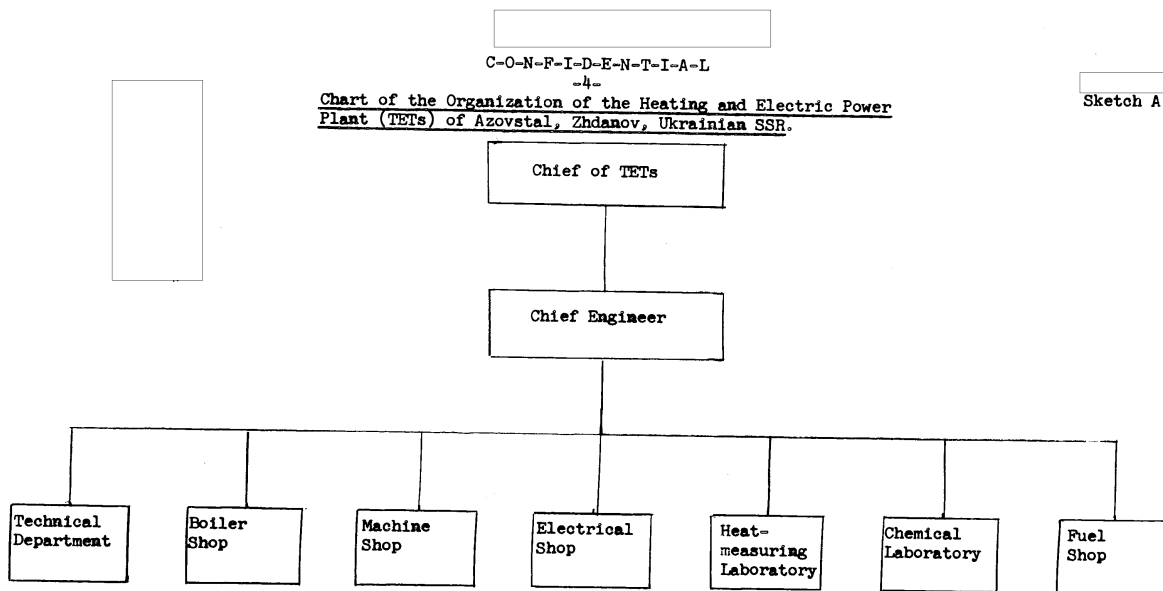 C-O-N-F-I-D-E-N-T-I-A-L
-4-
Sketch A
Chart of the Organization of the Heating and Electric Power
Plant (TETs) of Azovstal, Zhdanov, Ukrainian SSR.
Chief of TETs
Chief Engineer
Technical
Department
Boiler
Shop
Machine
Shop
Electrical
Shop
Heat-
measuring
Laboratory
Chemical
Laboratory
Fuel
Shop